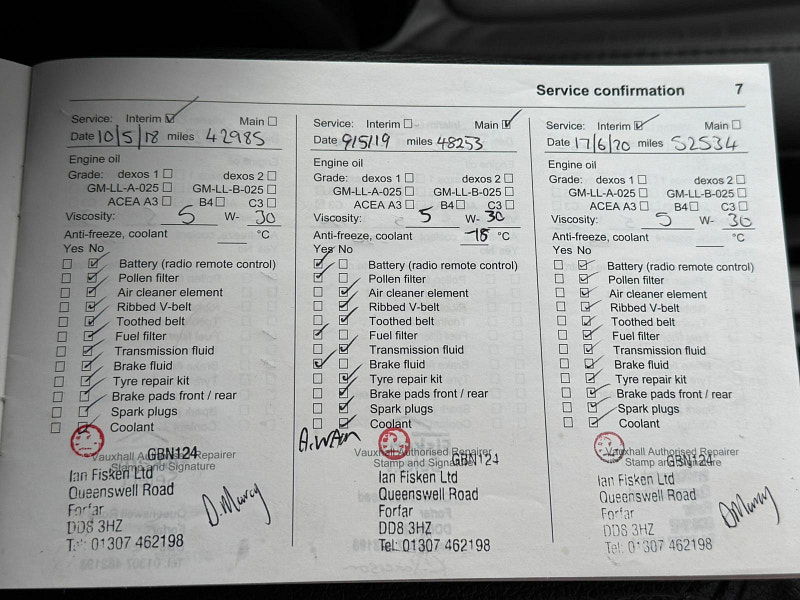 Service confirmation 7
Service: Interim ☑ Main ☐
Date 10/5/18 miles 42985
Engine oil
Grade: dexos 1 ☐ dexos 2 ☐
GM-LL-A-025 ☐ GM-LL-B-025 ☐
ACEA A3 ☐ B4 ☐ C3 ☐
Viscosity: 5 W- 30
Anti-freeze, coolant °C
Yes No
☐ ☑ Battery (radio remote control)
☐ ☑ Pollen filter
☐ ☑ Air cleaner element
☐ ☑ Ribbed V-belt
☐ ☑ Toothed belt
☐ ☑ Fuel filter
☐ ☑ Transmission fluid
☐ ☑ Brake fluid
☐ ☑ Tyre repair kit
☐ ☑ Brake pads front / rear
☐ ☑ Spark plugs
☐ ☑ Coolant
GBN124
Vauxhall Authorised Repairer
Stamp and Signature
Ian Fisken Ltd
Queenswell Road
Forfar
DD8 3HZ
Tel: 01307 462198
Service: Interim ☐ Main ☑
Date 9/5/19 miles 48253
Engine oil
Grade: dexos 1 ☐ dexos 2 ☐
GM-LL-A-025 ☐ GM-LL-B-025 ☐
ACEA A3 ☐ B4 ☐ C3 ☐
Viscosity: 5 W- 30
Anti-freeze, coolant -18 °C
Yes No
☑ ☐ Battery (radio remote control)
☑ ☐ Pollen filter
☐ ☑ Air cleaner element
☐ ☑ Ribbed V-belt
☐ ☑ Toothed belt
☑ ☐ Fuel filter
☐ ☑ Transmission fluid
☑ ☐ Brake fluid
☐ ☑ Tyre repair kit
☐ ☑ Brake pads front / rear
☐ ☑ Spark plugs
☐ ☑ Coolant
Vauxhall Authorised Repairer
Stamp and Signature
GBN124
Ian Fisken Ltd
Queenswell Road
Forfar
DD8 3HZ
Tel: 01307 462198
Service: Interim ☑ Main ☐
Date 17/6/20 miles 52534
Engine oil
Grade: dexos 1 ☐ dexos 2 ☐
GM-LL-A-025 ☐ GM-LL-B-025 ☐
ACEA A3 ☐ B4 ☐ C3 ☐
Viscosity: 5 W- 30
Anti-freeze, coolant °C
Yes No
☐ ☑ Battery (radio remote control)
☐ ☑ Pollen filter
☐ ☑ Air cleaner element
☐ ☑ Ribbed V-belt
☐ ☑ Toothed belt
☐ ☑ Fuel filter
☐ ☑ Transmission fluid
☐ ☑ Brake fluid
☐ ☑ Tyre repair kit
☐ ☑ Brake pads front / rear
☐ ☑ Spark plugs
☐ ☑ Coolant
Vauxhall Authorised Repairer
Stamp and Signature
GBN124
Ian Fisken Ltd
Queenswell Road
Forfar
DD8 3HZ
Tel: 01307 462198